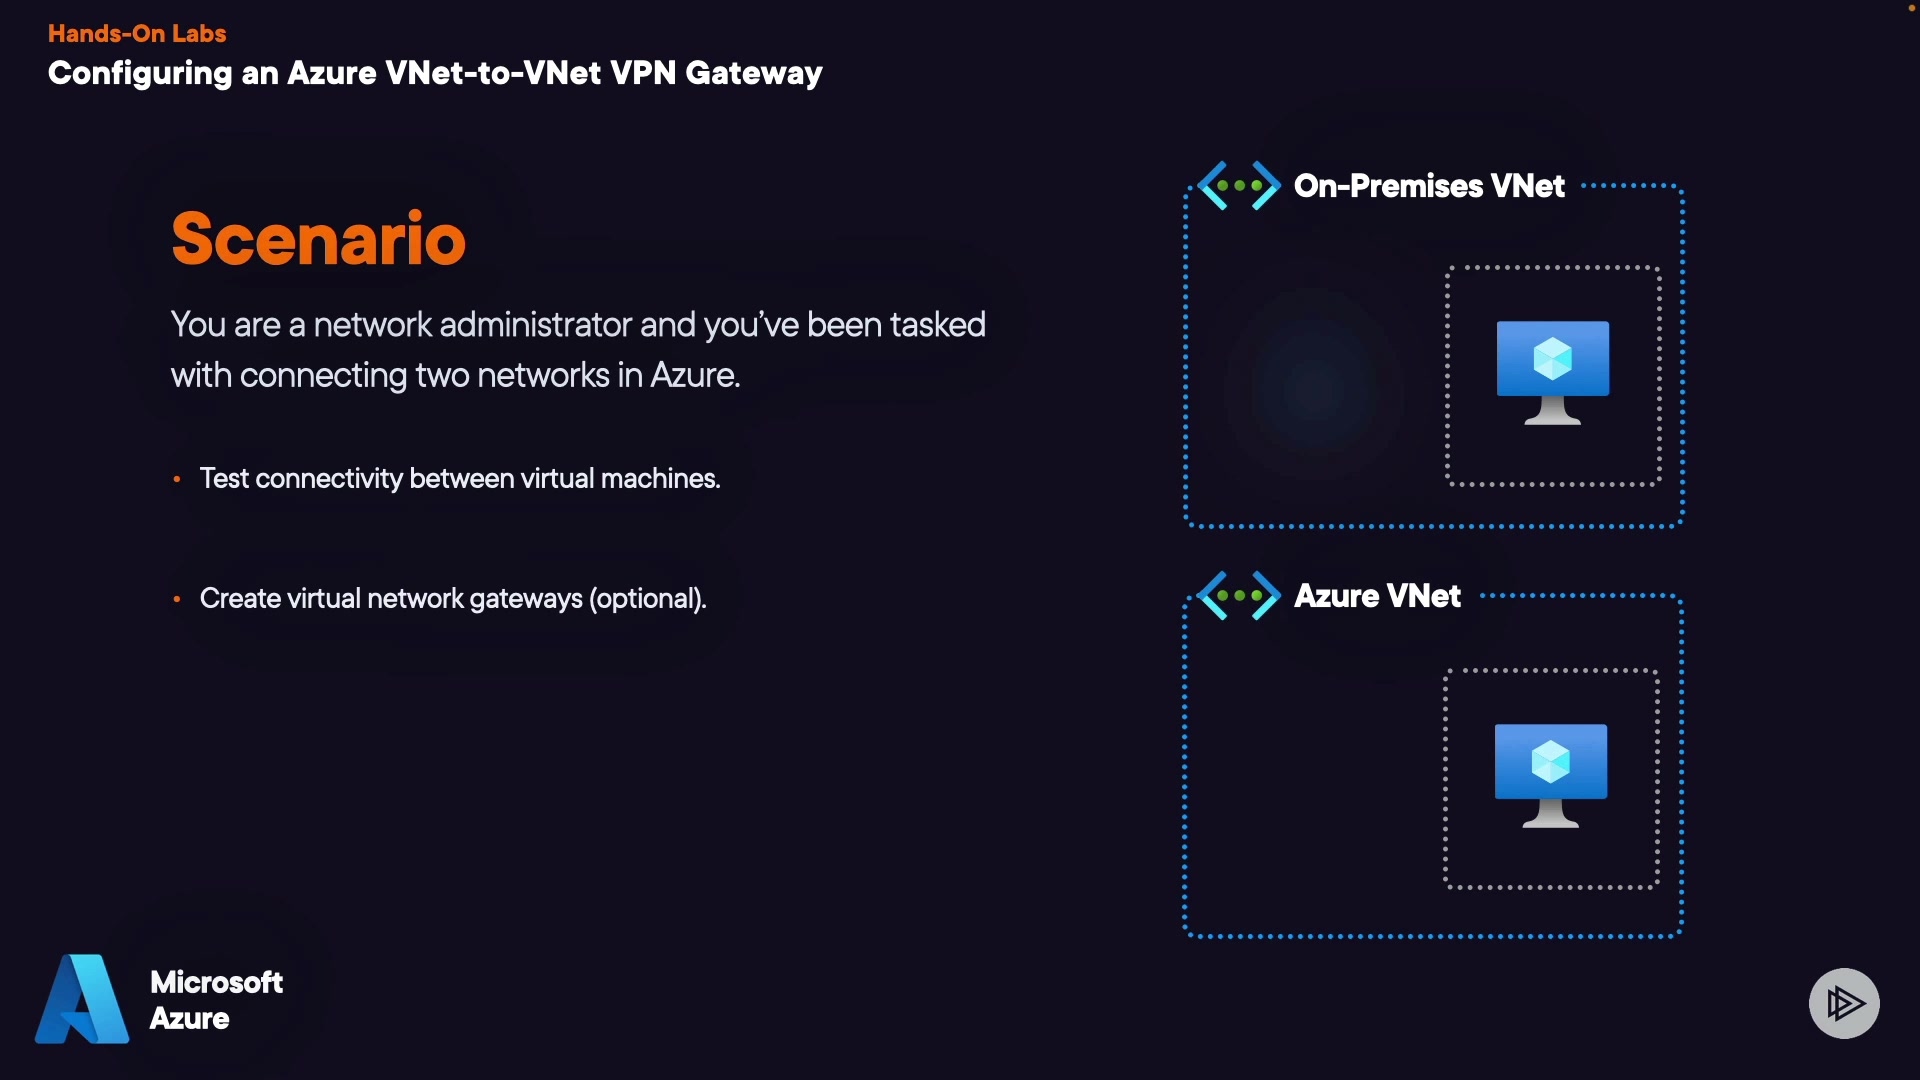 Hands-On Labs
Configuring an Azure VNet-to-VNet VPN Gateway
Scenario
You are a network administrator and you’ve been tasked
with connecting two networks in Azure.
• Test connectivity between virtual machines.
• Create virtual network gateways (optional).
On-Premises VNet
Azure VNet
Microsoft
Azure